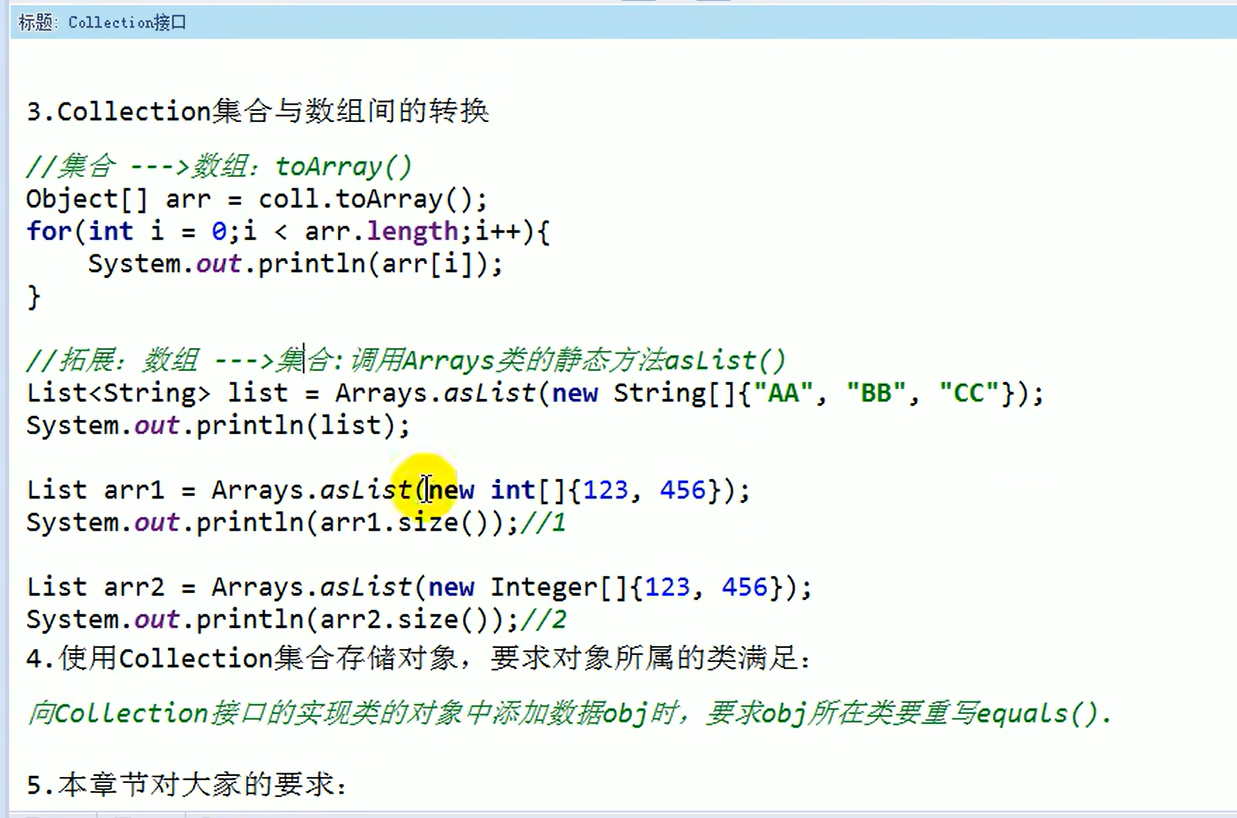 标题: Collection接口
3.Collection集合与数组间的转换
//集合 --->数组：toArray()
Object[] arr = coll.toArray();
for(int i = 0;i < arr.length;i++){
    System.out.println(arr[i]);
}
//拓展：数组 --->集合:调用Arrays类的静态方法asList()
List<String> list = Arrays.asList(new String[]{"AA", "BB", "CC"});
System.out.println(list);
List arr1 = Arrays.asList(new int[]{123, 456});
System.out.println(arr1.size());//1
List arr2 = Arrays.asList(new Integer[]{123, 456});
System.out.println(arr2.size());//2
4.使用Collection集合存储对象，要求对象所属的类满足：
向Collection接口的实现类的对象中添加数据obj时，要求obj所在类要重写equals().
5.本章节对大家的要求：